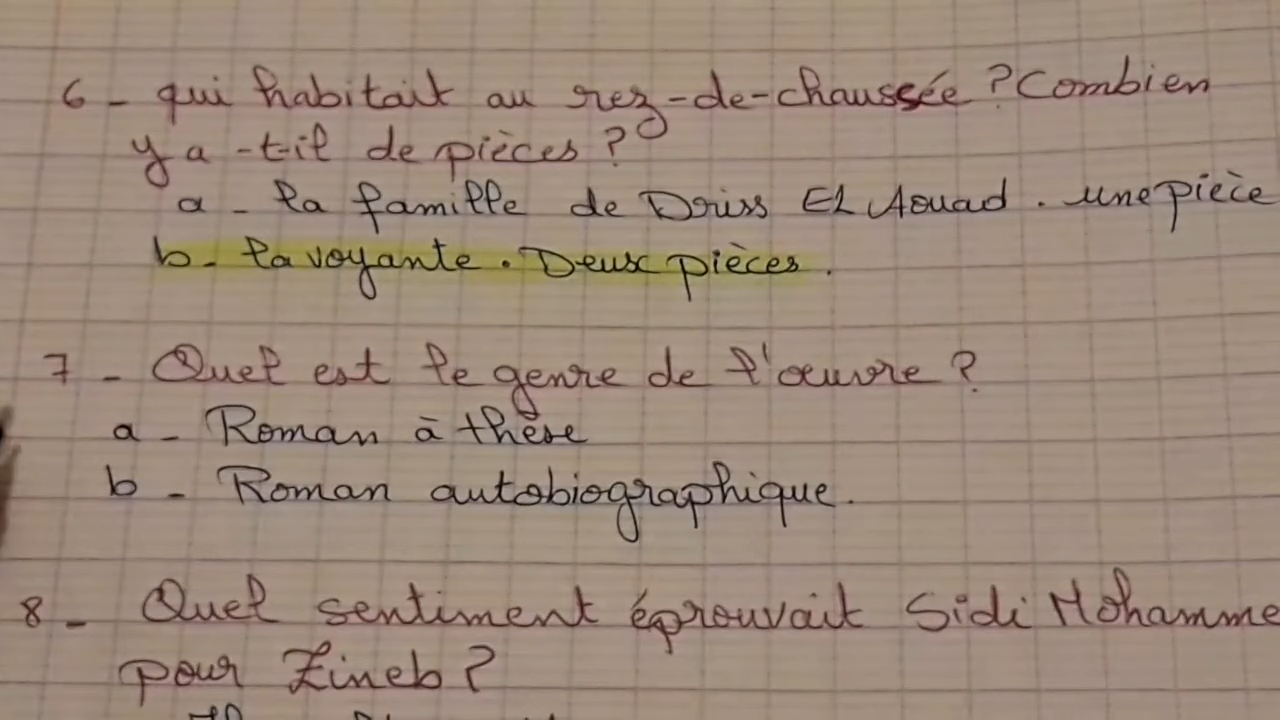 6 - qui habitait au rez-de-chaussée ? Combien
y a -t-il de pièces ?
a - la famille de Driss El Aouad . une pièce
b - la voyante . Deux pièces .
7 - Quel est le genre de l'œuvre ?
a - Roman à thèse
b - Roman autobiographique .
8 - Quel sentiment éprouvait Sidi Mohamme
pour Zineb ?